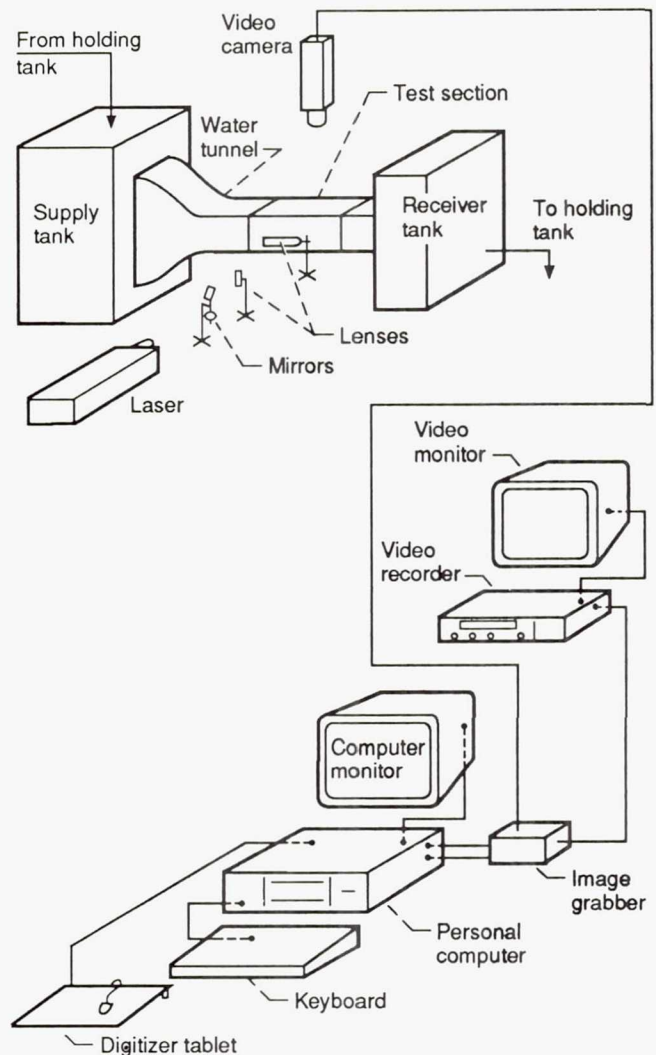 From holding
tank
Video
camera
Test section
Water
tunnel
Supply
tank
Receiver
tank
To holding
tank
Lenses
Mirrors
Laser
Video
monitor
Video
recorder
Computer
monitor
Image
grabber
Personal
computer
Keyboard
Digitizer tablet